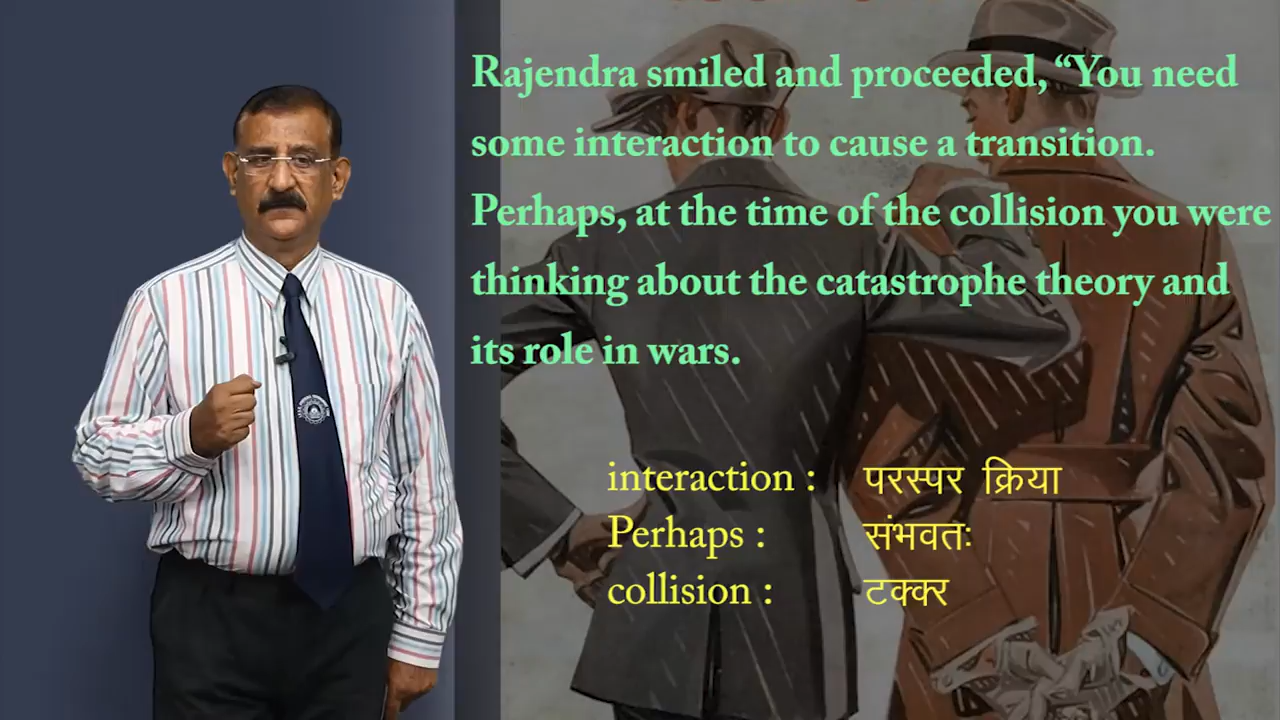 Rajendra smiled and proceeded, “You need
some interaction to cause a transition.
Perhaps, at the time of the collision you were
thinking about the catastrophe theory and
its role in wars.
interaction : परस्पर क्रिया
Perhaps : संभवतः
collision : टक्कर